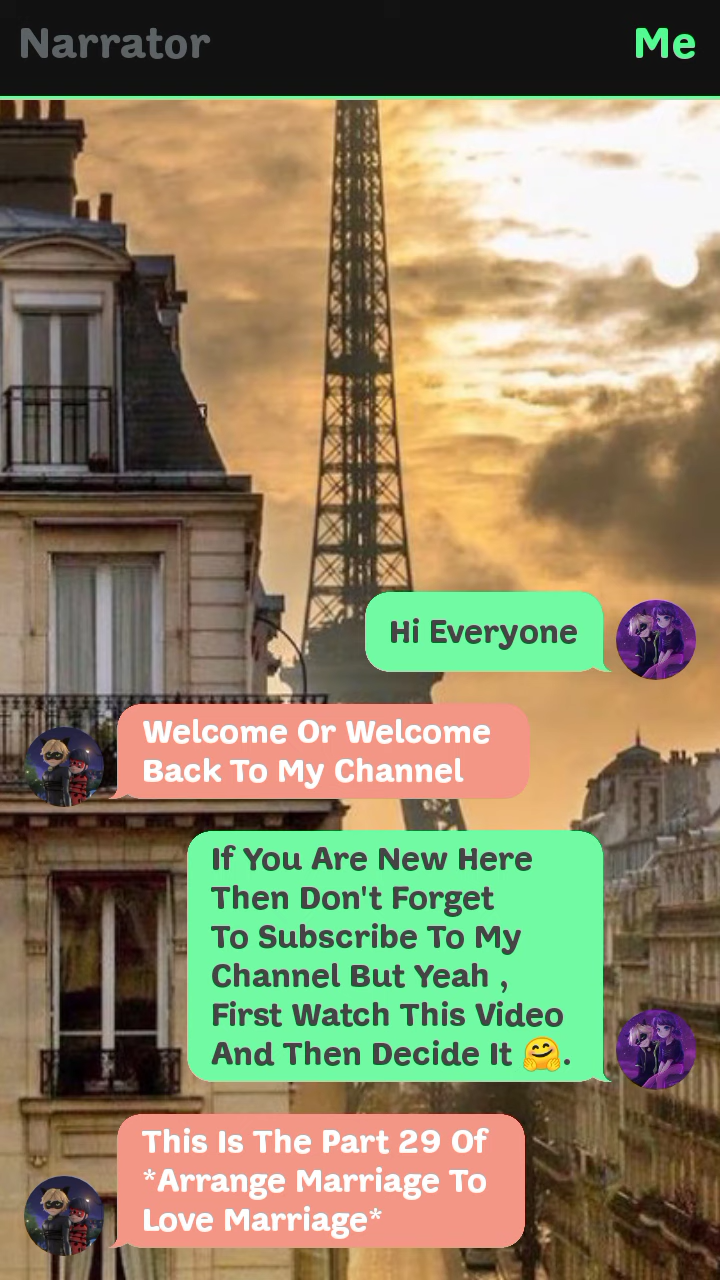 Narrator
Me
Hi Everyone
Welcome Or Welcome
Back To My Channel
If You Are New Here
Then Don't Forget
To Subscribe To My
Channel But Yeah ,
First Watch This Video
And Then Decide It 🤗.
This Is The Part 29 Of
*Arrange Marriage To
Love Marriage*